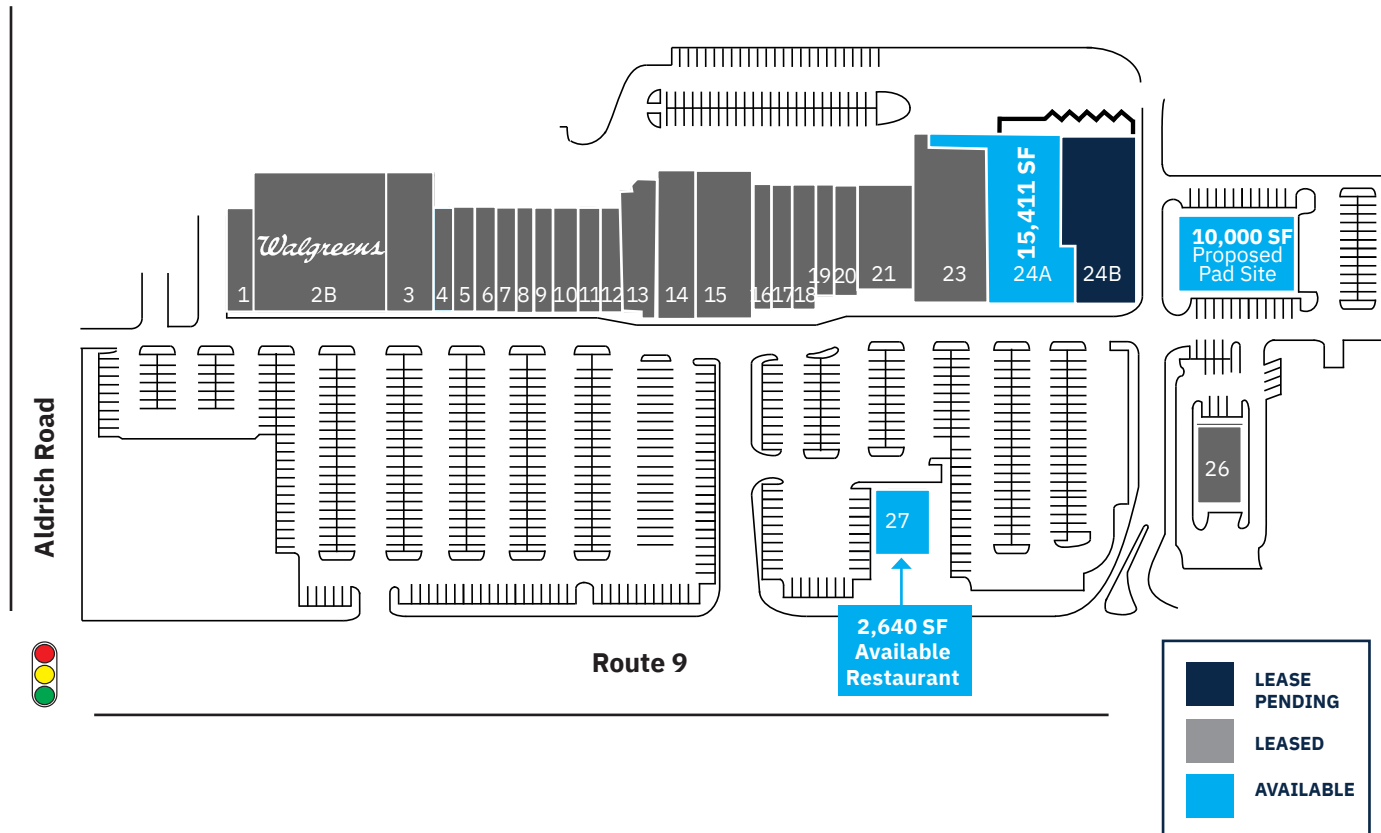 15,411 SF
Walgreens
1
2B
3
4
5
6
7
8
9
10
11
12
13
14
15
16
17
18
19
20
21
23
24A
24B
10,000 SF
Proposed
Pad Site
26
27
2,640 SF
Available
Restaurant
Aldrich Road
Route 9
LEASE
PENDING
LEASED
AVAILABLE